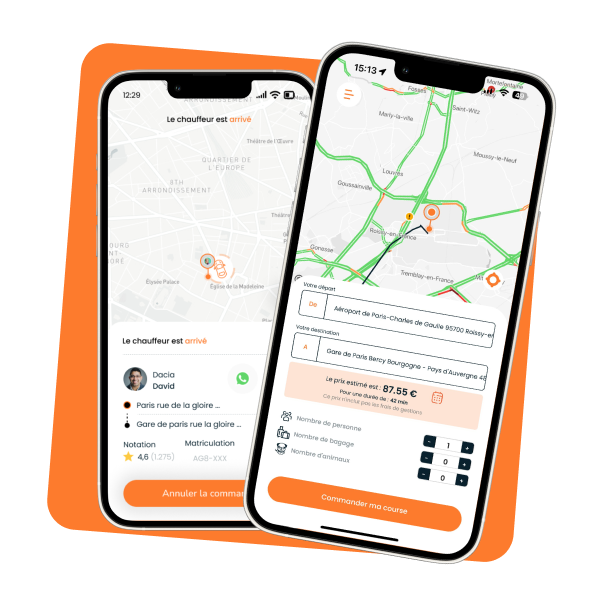 12:29
ARRONDISSEMENT
Le chauffeur est arrivé
Théâtre de l'Œuvre
QUARTIER DE
L'EUROPE
8TH
ARRONDISSEMENT
Théâtre
Élysée Palace
Église de la Madeleine
Le chauffeur est arrivé
Dacia
David
Paris rue de la gloire ...
Gare de paris rue la gloire ...
Notation
Matriculation
4,6 (1.275)
AG8-XXX
Annuler la comman
15:13
Mortefontaine
Fosses
Saint-Witz
Marly-la-ville
Moussy-le-Neuf
Louvres
Goussainville
Roissy-en-France
Gonesse
Tremblay-en-France
Mit
Votre départ
De
Aéroport de Paris-Charles de Gaulle 95700 Roissy-en
Votre destination
A
Gare de Paris Bercy Bourgogne - Pays d'Auvergne 48
Le prix estimé est : 87.55 €
Pour une durée de : 42 min
Ce prix n'inclut pas les frais de gestions
Nombre de personne
- 1 +
Nombre de bagage
- 0 +
Nombre d'animaux
- 0 +
Commander ma course